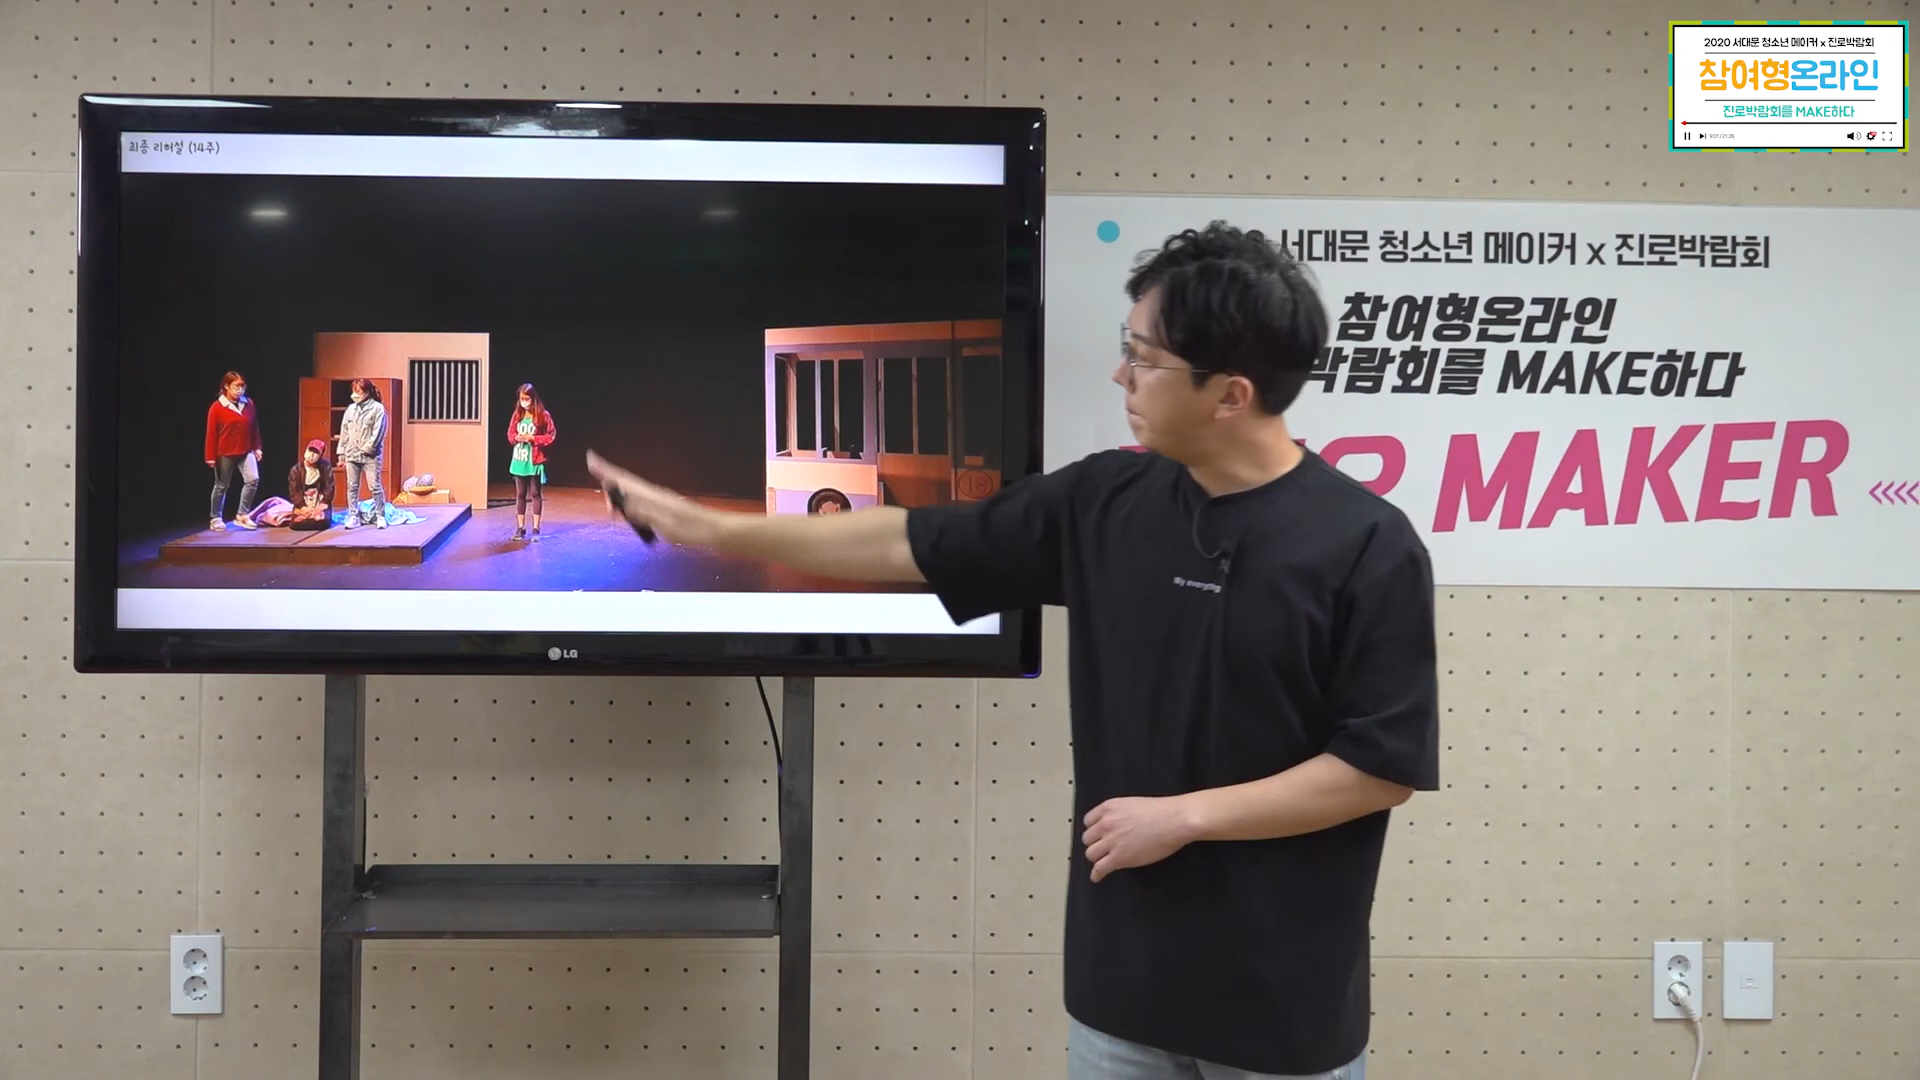 2020 서대문 청소년 메이커 x 진로박람회
참여형온라인
진로박람회를 MAKE하다
최종 리허설 (14주)
LG
서대문 청소년 메이커 x 진로박람회
참여형온라인
박람회를 MAKE하다
MAKER
My everything
18